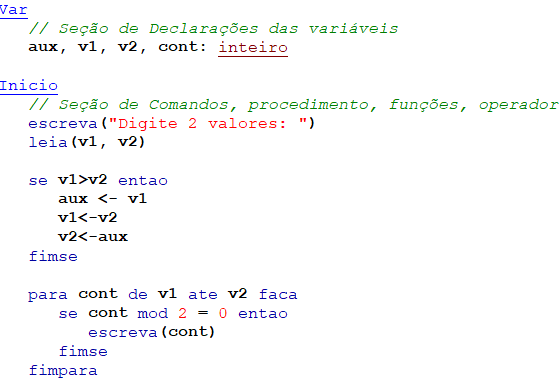 Var
// Seção de Declarações das variáveis
aux, v1, v2, cont: inteiro
Inicio
// Seção de Comandos, procedimento, funções, operador
escreva("Digite 2 valores: ")
leia(v1, v2)
se v1>v2 entao
aux <- v1
v1<-v2
v2<-aux
fimse
para cont de v1 ate v2 faca
se cont mod 2 = 0 entao
escreva(cont)
fimse
fimpara